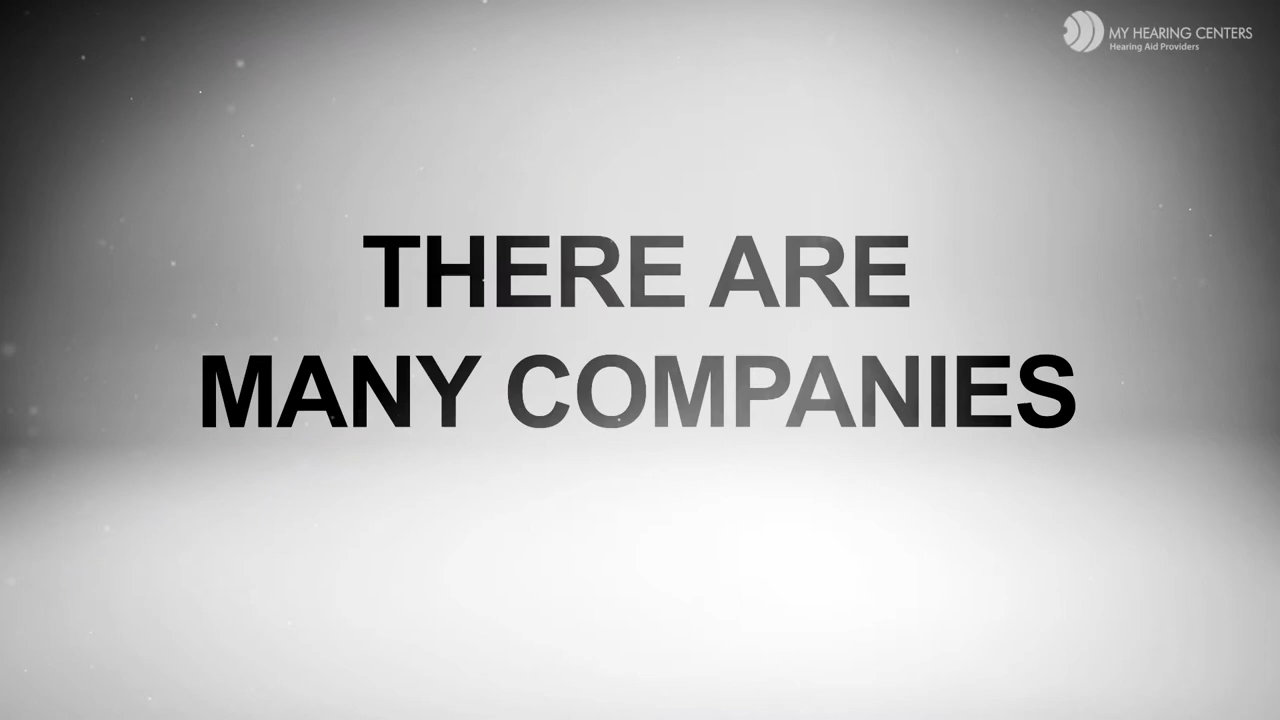 MY HEARING CENTERS
Hearing Aid Providers
THERE ARE
MANY COMPANIES